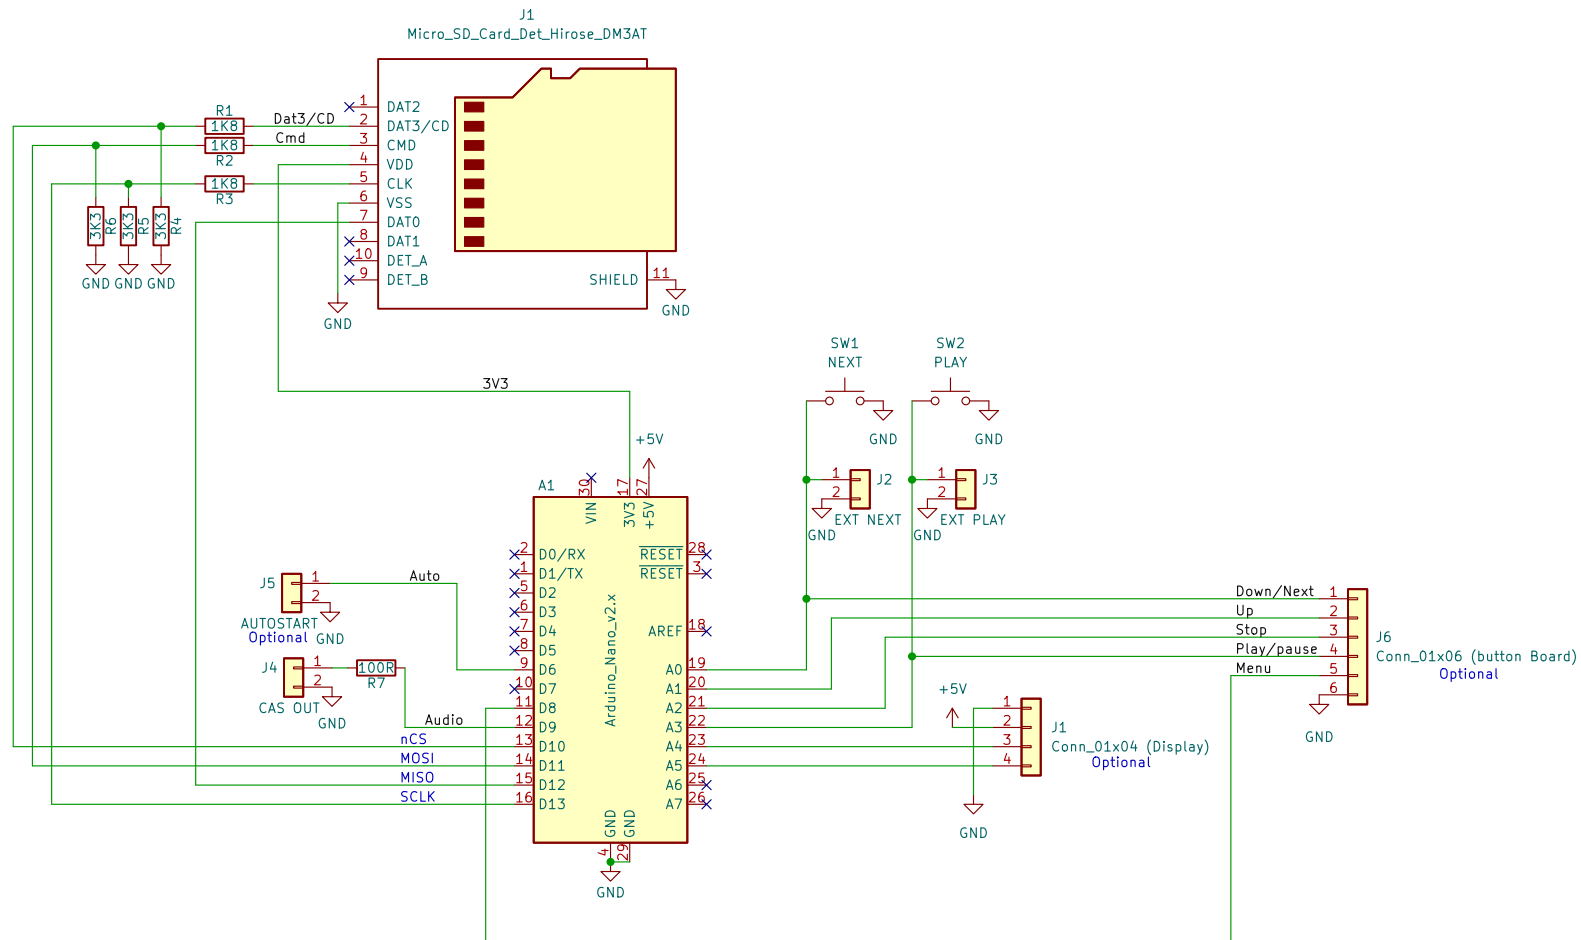 J1
Micro_SD_Card_Det_Hirose_DM3AT
1 DAT2
2 DAT3/CD
3 CMD
4 VDD
5 CLK
6 VSS
7 DAT0
8 DAT1
10 DET_A
9 DET_B
SHIELD 11
GND
GND
R1
1K8
Dat3/CD
1K8
Cmd
R2
1K8
R3
3K3 R6
3K3 R5
3K3 R4
GND GND GND
3V3
SW1
NEXT
GND
SW2
PLAY
GND
+5V
A1
30 VIN
17 3V3
27 +5V
1 J2
2
EXT NEXT
GND
1 J3
2
EXT PLAY
GND
Arduino_Nano_v2.x
2 D0/RX
1 D1/TX
5 D2
6 D3
7 D4
8 D5
9 D6
10 D7
11 D8
12 D9
13 D10
14 D11
15 D12
16 D13
RESET 28
RESET 3
AREF 18
A0 19
A1 20
A2 21
A3 22
A4 23
A5 24
A6 25
A7 26
GND 4
GND 29
GND
J5 1
2
AUTOSTART
Optional
GND
Auto
J4 1
2
CAS OUT
GND
100R
R7
Audio
nCS
MOSI
MISO
SCLK
Down/Next 1
Up 2
Stop 3
Play/pause 4
Menu 5
6
J6
Conn_01x06 (button Board)
Optional
GND
+5V
1
2
3
4
J1
Conn_01x04 (Display)
Optional
GND